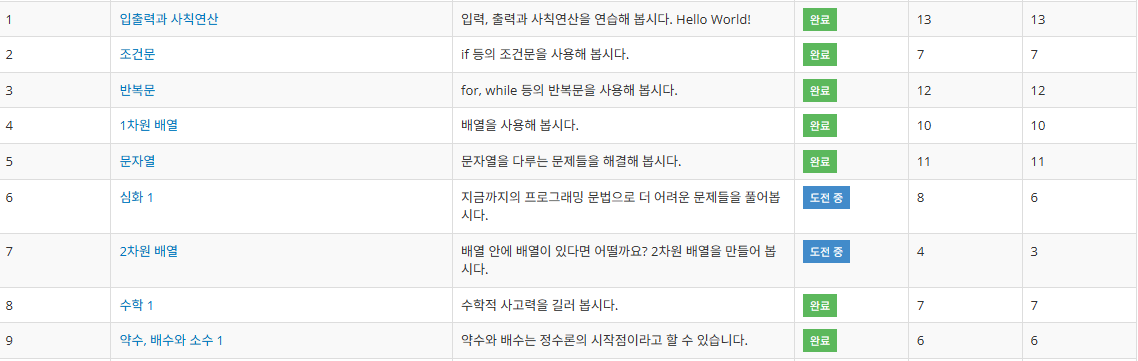 1 입출력과 사칙연산 입력, 출력과 사칙연산을 연습해 봅시다. Hello World! 완료 13 13
2 조건문 if 등의 조건문을 사용해 봅시다. 완료 7 7
3 반복문 for, while 등의 반복문을 사용해 봅시다. 완료 12 12
4 1차원 배열 배열을 사용해 봅시다. 완료 10 10
5 문자열 문자열을 다루는 문제들을 해결해 봅시다. 완료 11 11
6 심화 1 지금까지의 프로그래밍 문법으로 더 어려운 문제들을 풀어봅 도전 중 8 6
시다.
7 2차원 배열 배열 안에 배열이 있다면 어떨까요? 2차원 배열을 만들어 봅 도전 중 4 3
시다.
8 수학 1 수학적 사고력을 길러 봅시다. 완료 7 7
9 약수, 배수와 소수 1 약수와 배수는 정수론의 시작점이라고 할 수 있습니다. 완료 6 6